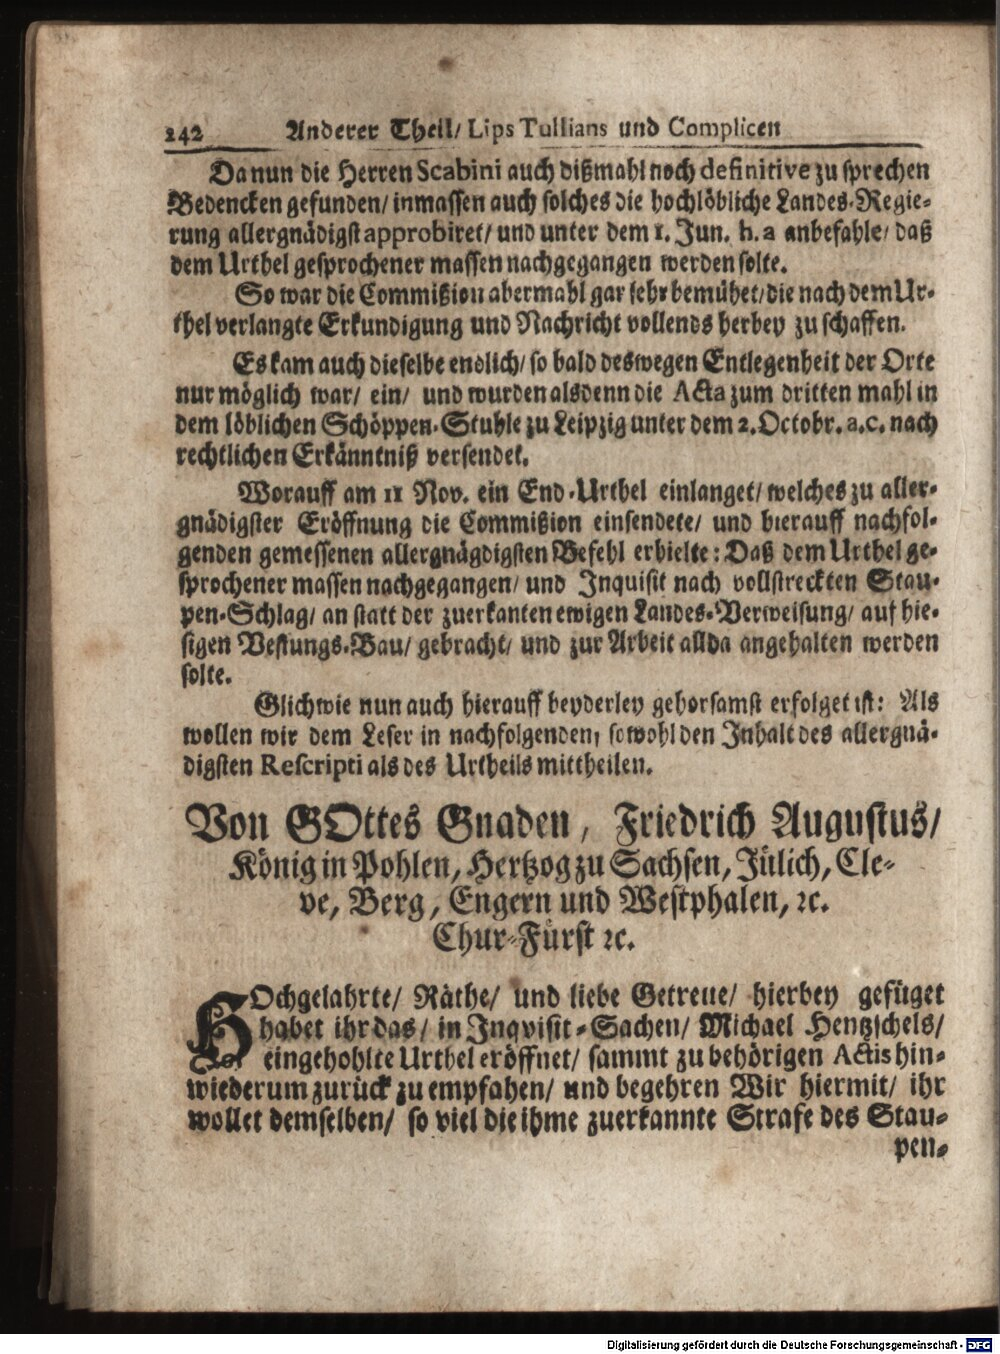 242 Anderer Theil/ Lips Tullians und Complicen
Da nun die Herren Scabini auch dißmahl noch definitive zu sprechen
Bedencken gefunden/ inmassen auch solches die hochlöbliche Landes-Regie-
rung allergnädigst approbiret/ und unter dem 1. Jun. h. a anbefahle/ daß
dem Urthel gesprochener massen nachgegangen werden solte.
So war die Commißion abermahl gar sehr bemühet/ die nach dem Ur-
thel verlangte Erkundigung und Nachricht vollends herbey zu schaffen.
Es kam auch dieselbe endlich/ so bald deswegen Entlegenheit der Orte
nur möglich war/ ein/ und wurden alsdenn die Acta zum dritten mahl in
dem löblichen Schöppen-Stuhle zu Leipzig unter dem 2. Octobr. a. c. nach
rechtlichen Erkänntniß versendet.
Worauff am 11 Nov. ein End-Urthel einlanget/ welches zu aller-
gnädigster Eröffnung die Commißion einsendete/ und hierauff nachfol-
genden gemessenen allergnägdigsten Befehl erhielte: Daß dem Urthel ge-
sprochener massen nachgegangen/ und Inquisit nach vollstreckten Stau-
pen-Schlag/ an statt der zuerkanten ewigen Landes-Verweisung/ auf hie-
sigen Vestungs-Bau/ gebracht/ und zur Arbeit allda angehalten werden
solte.
Glichwie nun auch hierauff beyderley gehorsamst erfolget ist: Als
wollen wir dem Leser in nachfolgenden, sowohl den Inhalt des allergnä-
digsten Rescripti als des Urtheils mittheilen.
Von GOttes Gnaden, Friedrich Augustus/
König in Pohlen, Hertzog zu Sachsen, Jülich, Cle-
ve, Berg, Engern und Westphalen, ꝛc.
Chur-Fürst ꝛc.
HOchgelahrte/ Räthe/ und liebe Getreue/ hierbey gefüget
habet ihr das/ in Inqvisit-Sachen/ Michael Hentzschels/
eingehohlte Urthel eröffnet/ sammt zu behörigen Actis hin-
wiederum zurück zu empfahen/ und begehren Wir hiermit/ ihr
wollet demselben/ so viel die ihme zuerkannte Strafe des Stau-
pen-
Digitalisierung gefördert durch die Deutsche Forschungsgemeinschaft - DFG